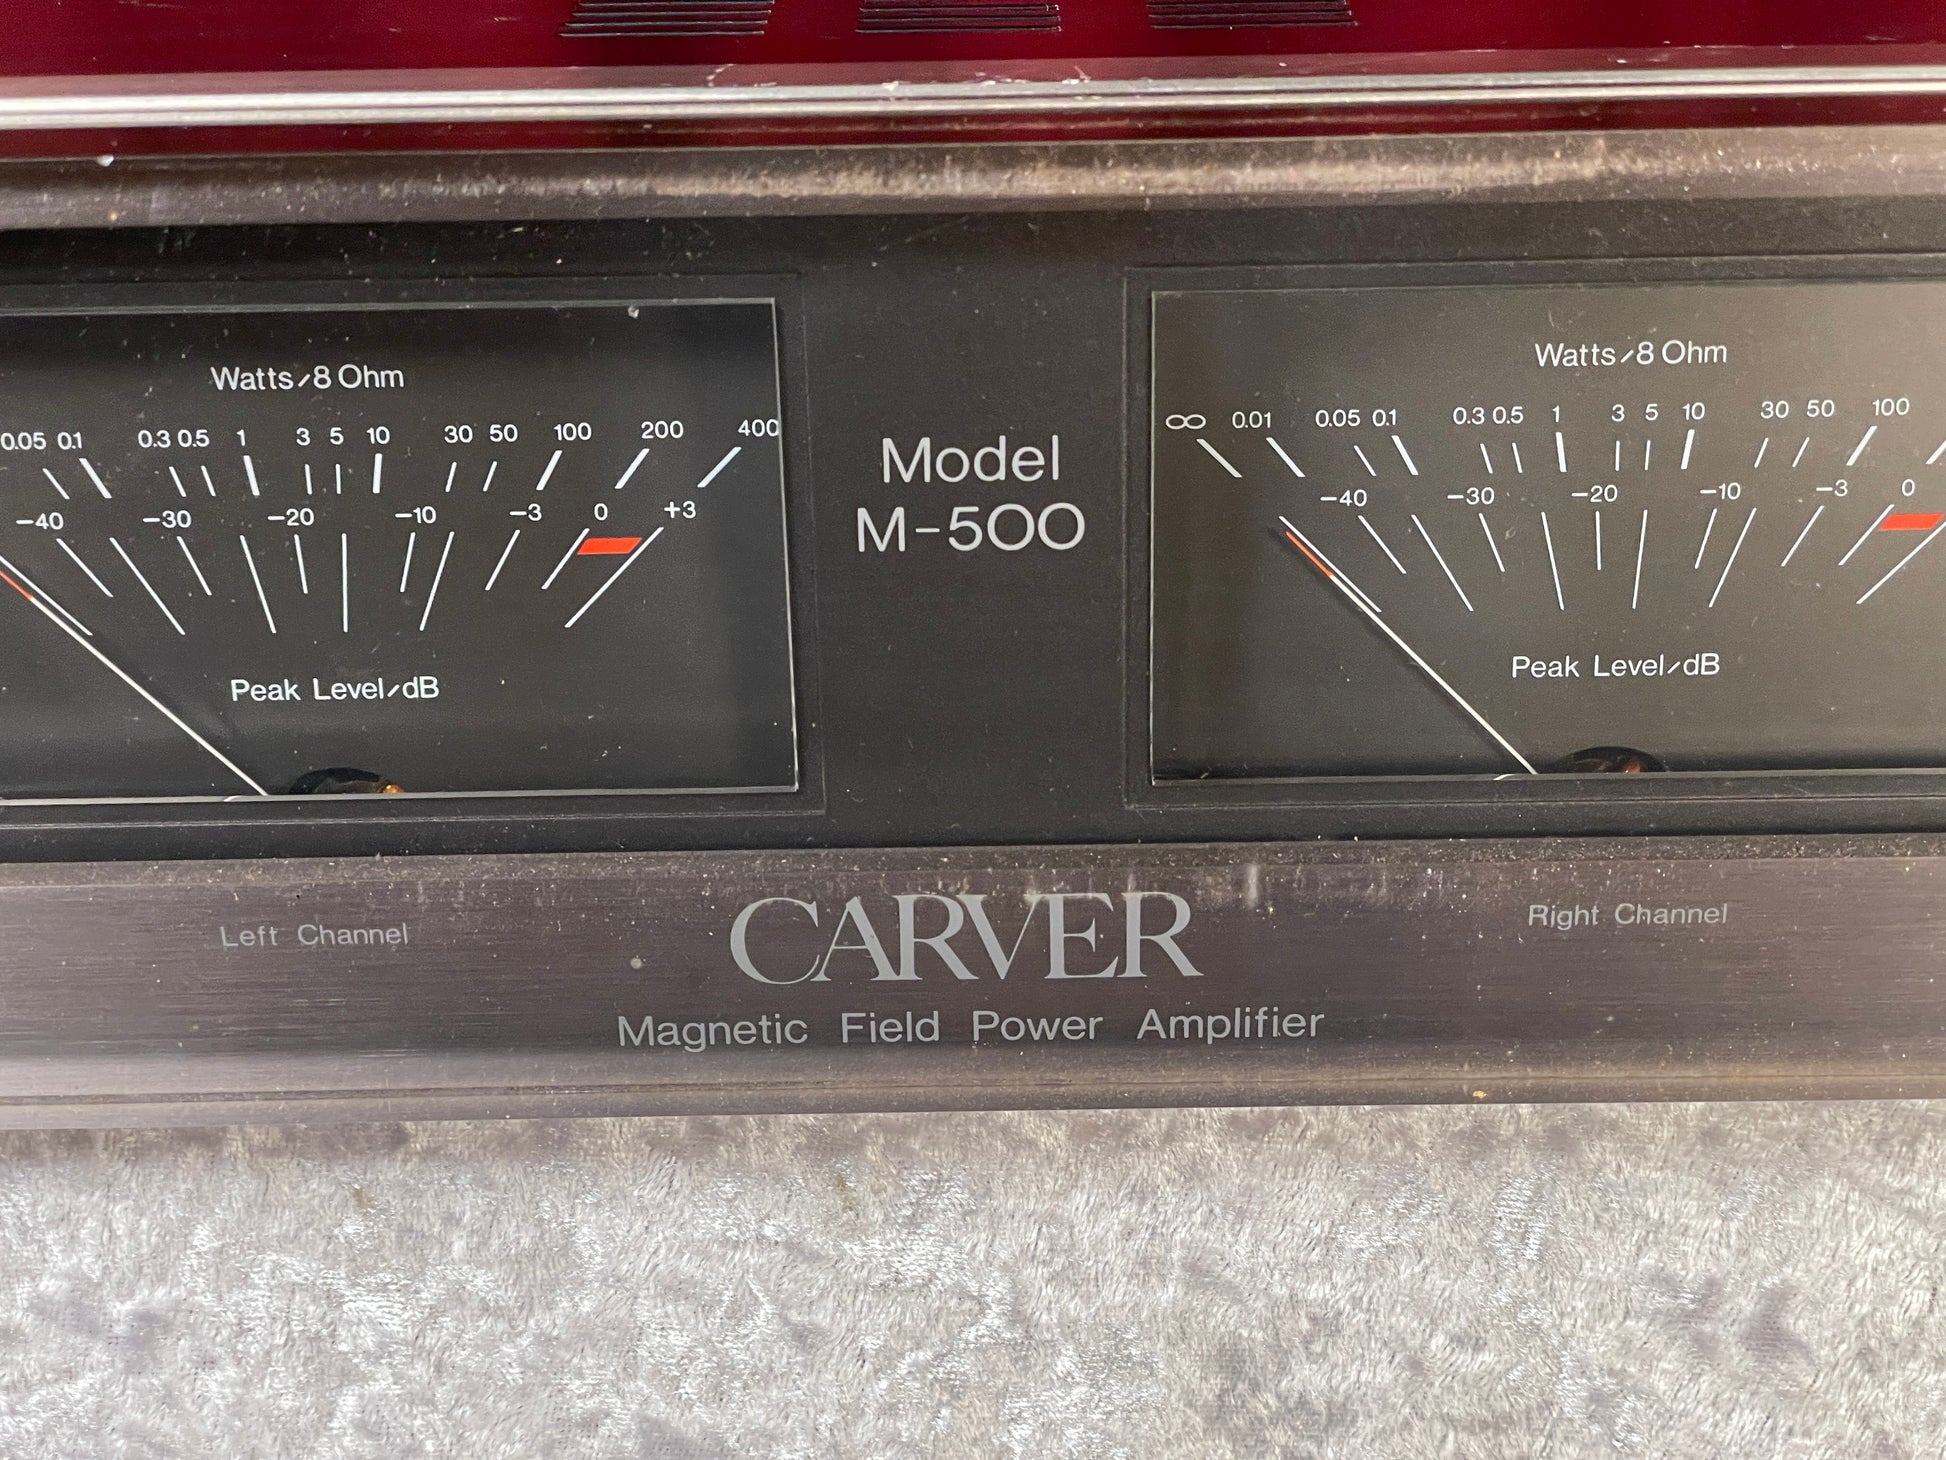 Watts/8 Ohm
0.05 0.1 0.3 0.5 1 3 5 10 30 50 100 200 400
-40 -30 -20 -10 -3 0 +3
Peak Level/dB
Model
M-500
Watts/8 Ohm
∞ 0.01 0.05 0.1 0.3 0.5 1 3 5 10 30 50 100
-40 -30 -20 -10 -3 0
Peak Level/dB
Left Channel
CARVER
Right Channel
Magnetic Field Power Amplifier